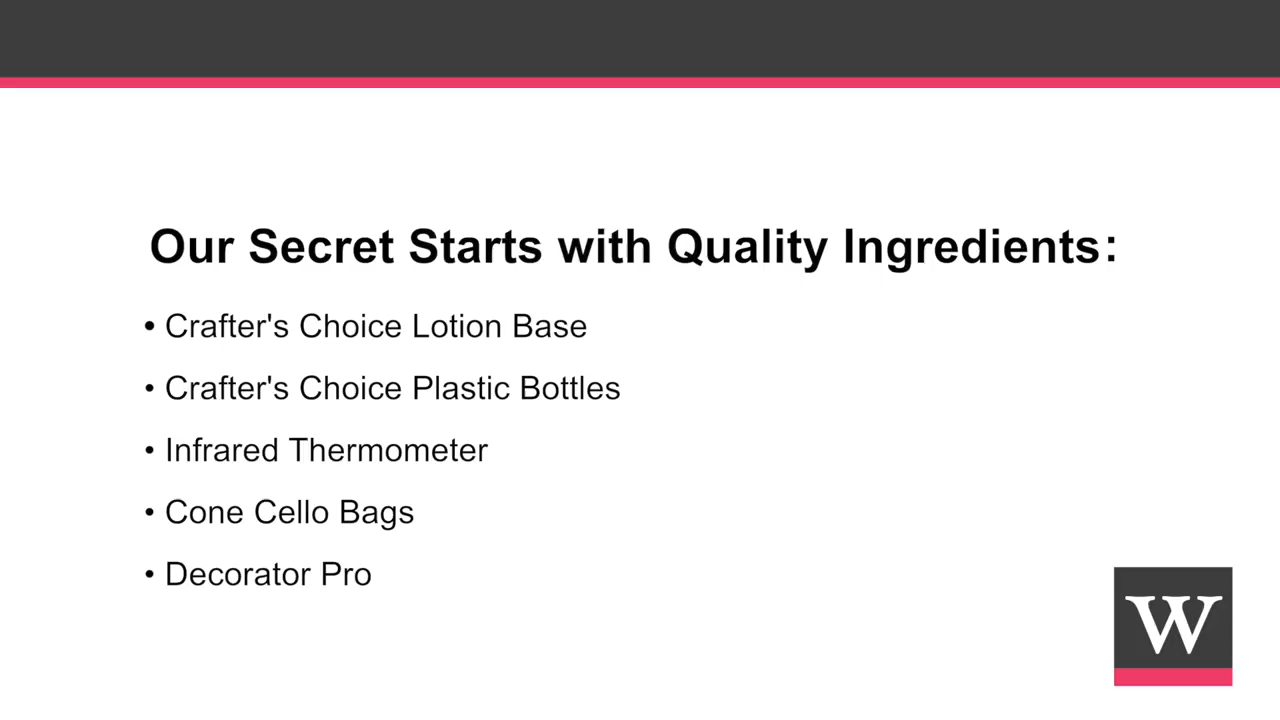 Our Secret Starts with Quality Ingredients:
• Crafter's Choice Lotion Base
• Crafter's Choice Plastic Bottles
• Infrared Thermometer
• Cone Cello Bags
• Decorator Pro
W